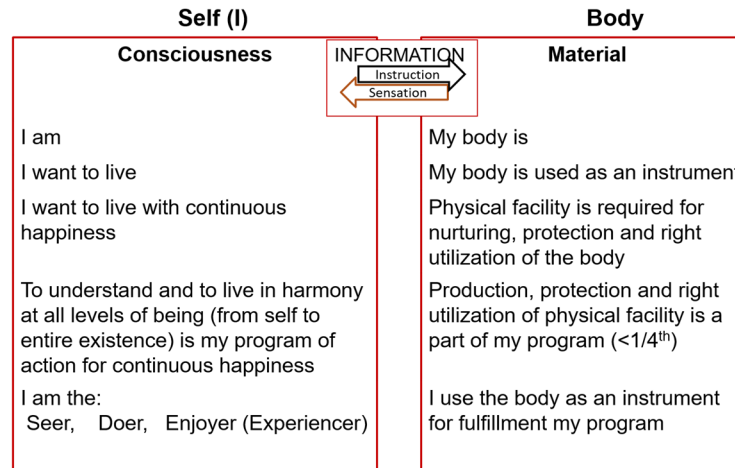 Self (I)
Body
Consciousness
INFORMATION
Material
Instruction
Sensation
I am
My body is
I want to live
My body is used as an instrument
I want to live with continuous
happiness
Physical facility is required for
nurturing, protection and right
utilization of the body
To understand and to live in harmony
at all levels of being (from self to
entire existence) is my program of
action for continuous happiness
Production, protection and right
utilization of physical facility is a
part of my program (<1/4th)
I am the:
Seer, Doer, Enjoyer (Experiencer)
I use the body as an instrument
for fulfillment my program